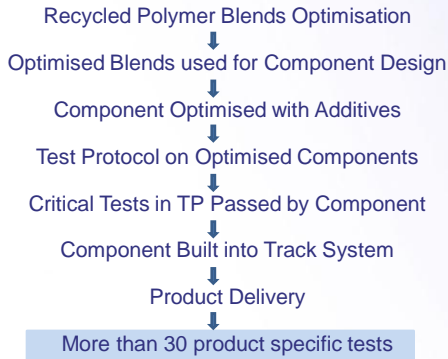 Recycled Polymer Blends Optimisation
Optimised Blends used for Component Design
Component Optimised with Additives
Test Protocol on Optimised Components
Critical Tests in TP Passed by Component
Component Built into Track System
Product Delivery
More than 30 product specific tests